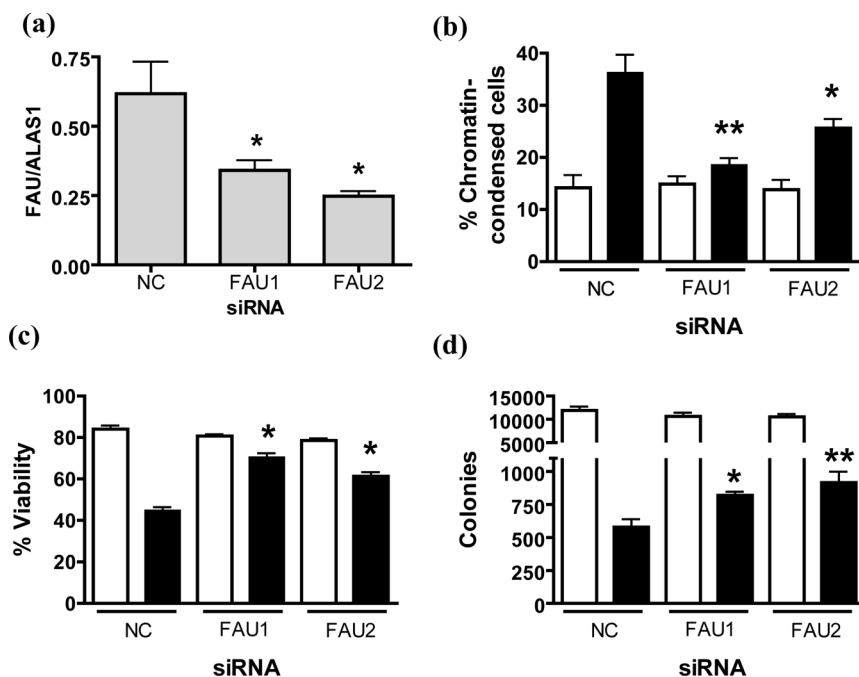 (a)
FAU/ALAS1
0.75
0.50
0.25
0.00
*
*
NC FAU1 FAU2
siRNA
(b)
% Chromatin-
condensed cells
40
30
20
10
0
**
*
NC FAU1 FAU2
siRNA
(c)
% Viability
100
80
60
40
20
0
*
*
NC FAU1 FAU2
siRNA
(d)
Colonies
15000
10000
5000
1000
750
500
250
0
*
**
NC FAU1 FAU2
siRNA